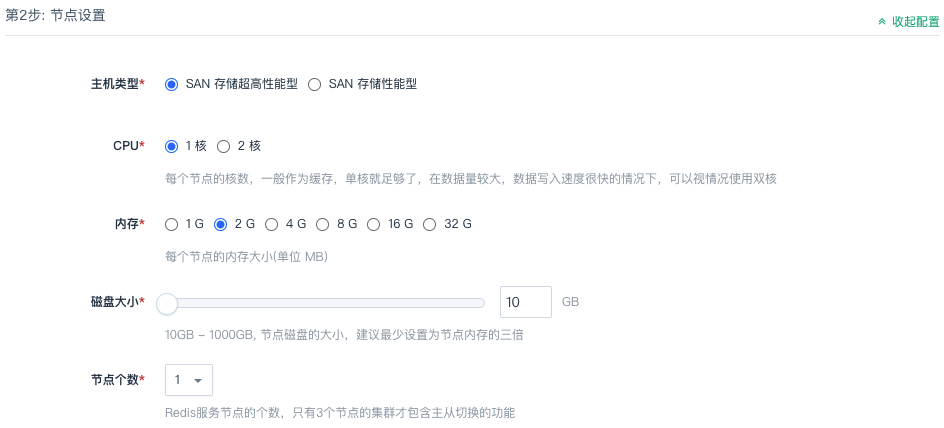 第2步: 节点设置
收起配置
主机类型* SAN 存储超高性能型 SAN 存储性能型
CPU* 1 核 2 核
每个节点的核数，一般作为缓存，单核就足够了，在数据量较大，数据写入速度很快的情况下，可以视情况使用双核
内存* 1 G 2 G 4 G 8 G 16 G 32 G
每个节点的内存大小(单位 MB)
磁盘大小* 10 GB
10GB – 1000GB, 节点磁盘的大小，建议最少设置为节点内存的三倍
节点个数* 1
Redis服务节点的个数，只有3个节点的集群才包含主从切换的功能